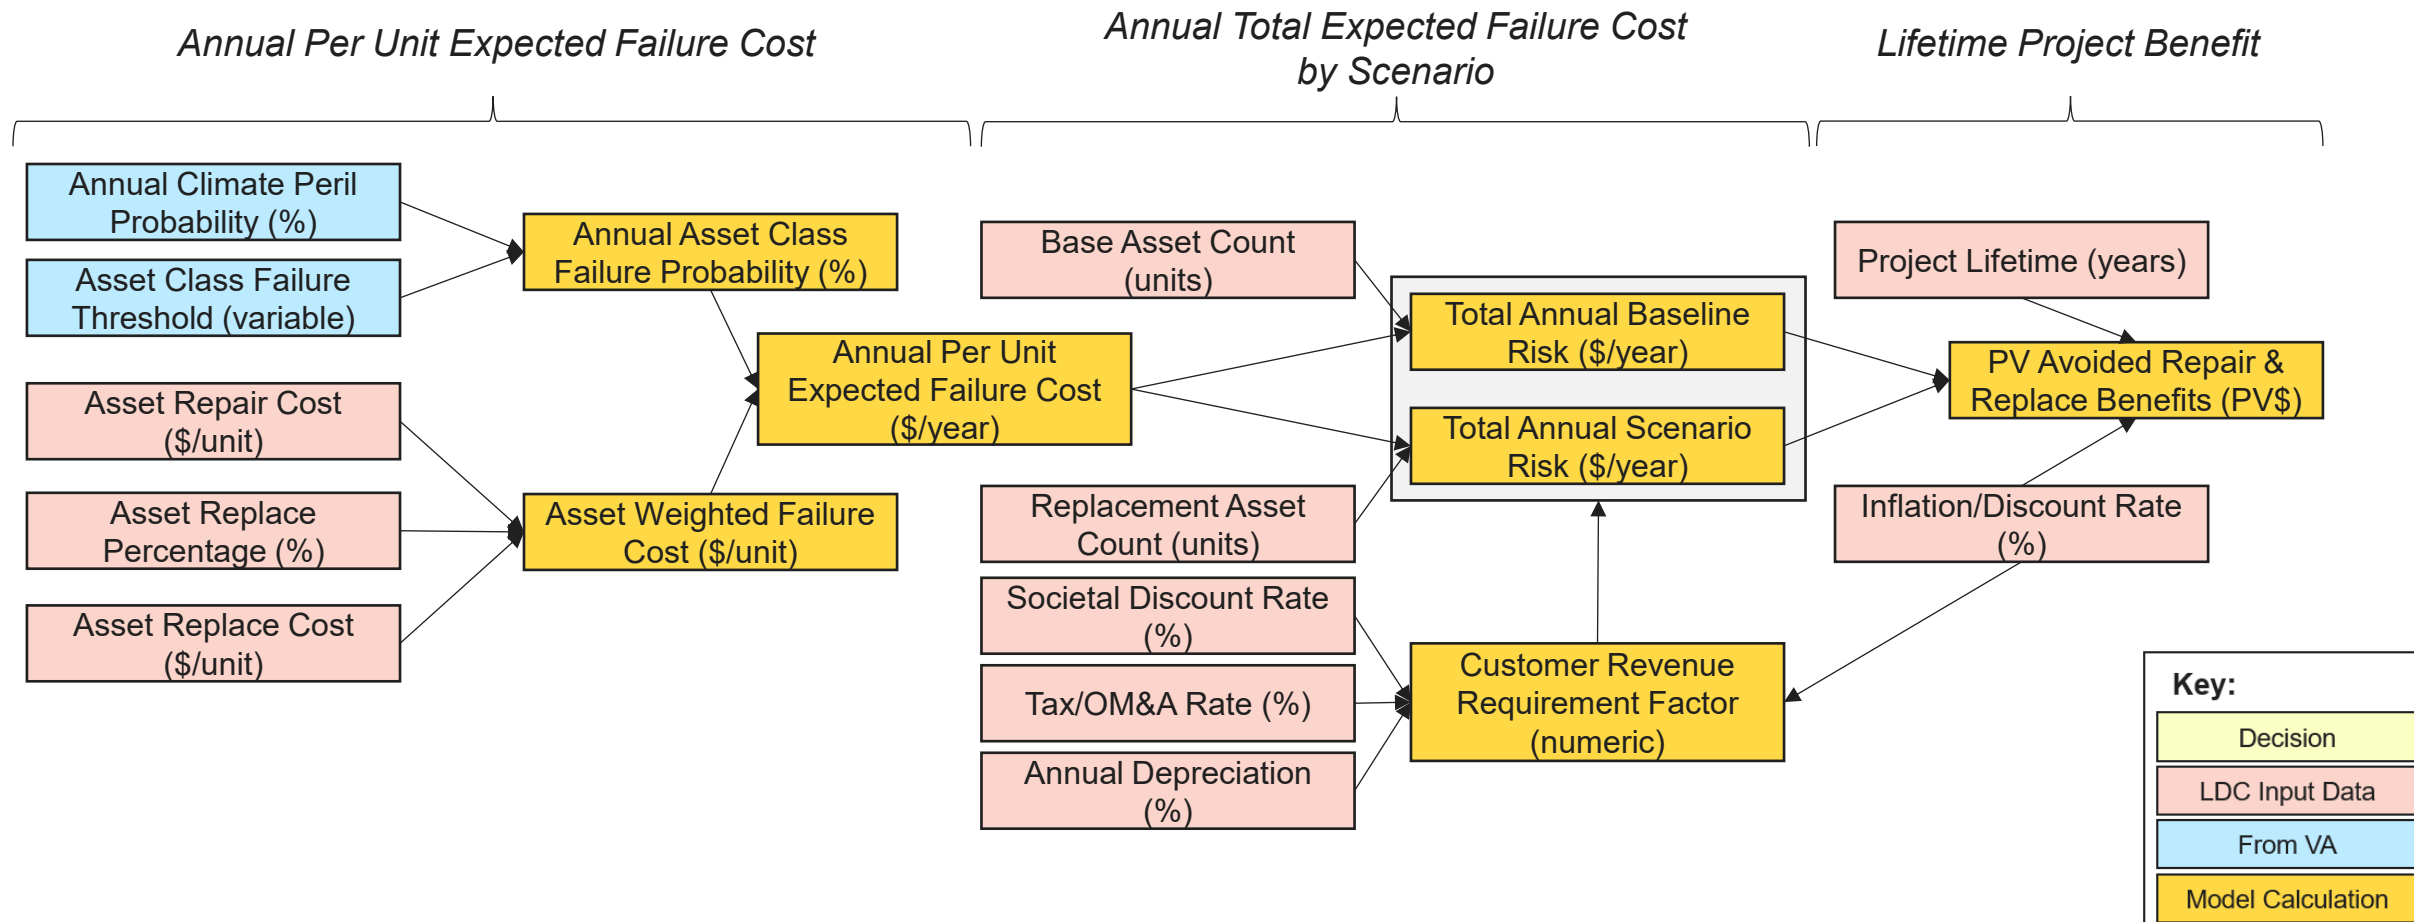 Annual Per Unit Expected Failure Cost
Annual Total Expected Failure Cost
by Scenario
Lifetime Project Benefit
Annual Climate Peril
Probability (%)
Asset Class Failure
Threshold (variable)
Asset Repair Cost
($/unit)
Asset Replace
Percentage (%)
Asset Replace Cost
($/unit)
Annual Asset Class
Failure Probability (%)
Annual Per Unit
Expected Failure Cost
($/year)
Asset Weighted Failure
Cost ($/unit)
Base Asset Count
(units)
Replacement Asset
Count (units)
Societal Discount Rate
(%)
Tax/OM&A Rate (%)
Annual Depreciation
(%)
Total Annual Baseline
Risk ($/year)
Total Annual Scenario
Risk ($/year)
Customer Revenue
Requirement Factor
(numeric)
Project Lifetime (years)
PV Avoided Repair &
Replace Benefits (PV$)
Inflation/Discount Rate
(%)
Key:
Decision
LDC Input Data
From VA
Model Calculation